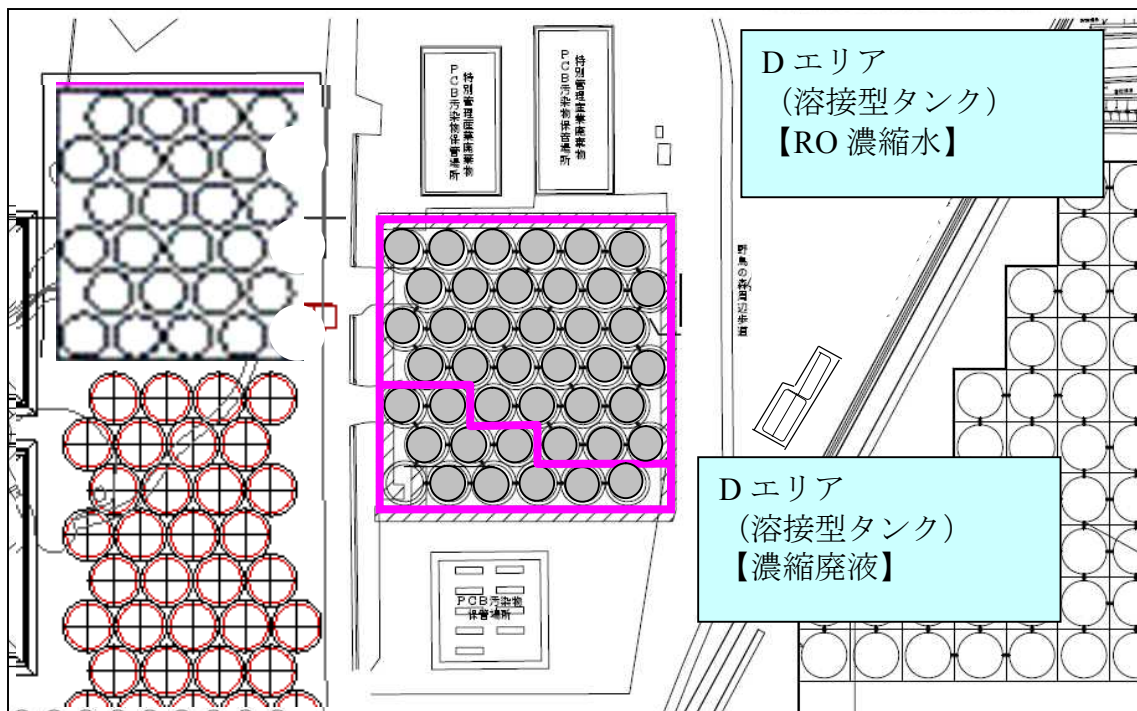 特別管理産業廃棄物
PCB汚染物保管場所
特別管理産業廃棄物
PCB汚染物保管場所
D エリア
（溶接型タンク）
【RO 濃縮水】
野鳥の森周辺歩道
D エリア
（溶接型タンク）
【濃縮廃液】
PCB汚染物
保管場所